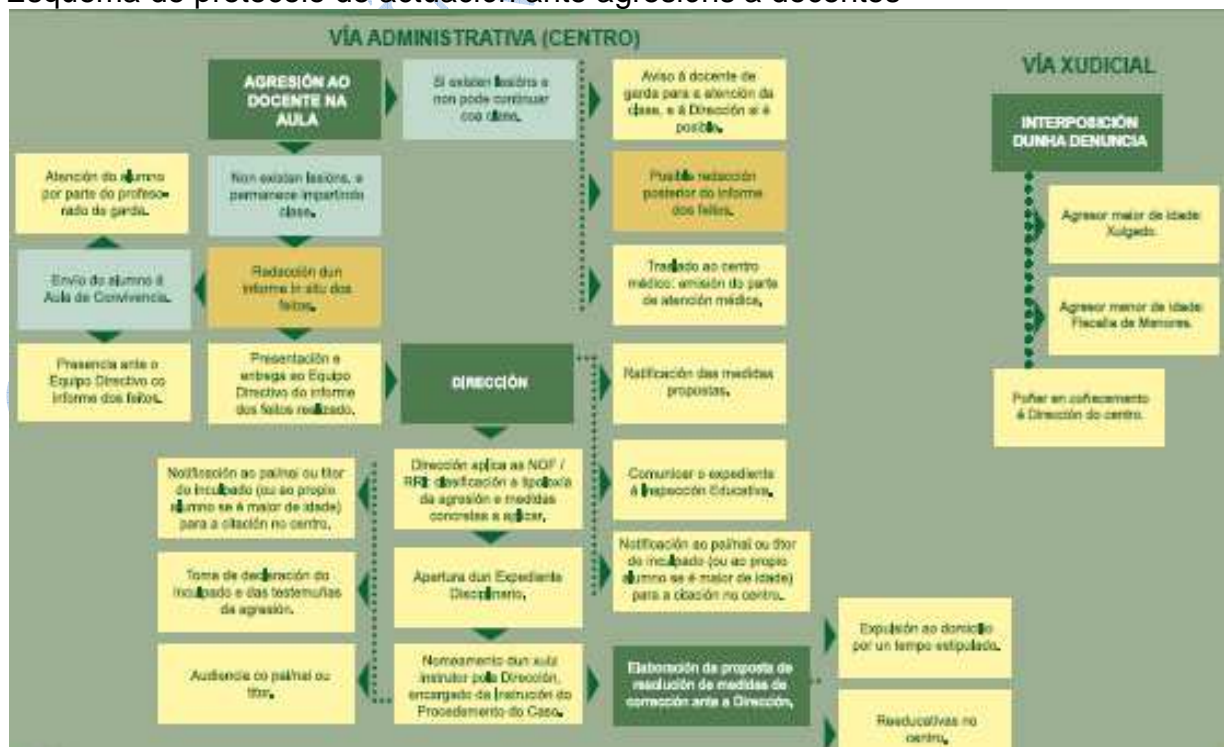 Esquema do protocolo de actuación ante agresións a docentes
VÍA ADMINISTRATIVA (CENTRO)
VÍA XUDICIAL
AGRESIÓN AO
DOCENTE NA
AULA
Si existen lesións e
non pode continuar
coa clase.
Aviso á docente de
garda para a atención da
clase, e á Dirección si é
posible.
INTERPOSICIÓN
DUNHA DENUNCIA
Atención do alumno
por parte do profeso-
rado de garda.
Non existen lesións, e
permanece impartindo
clase.
Posible redacción
posterior do informe
dos feitos.
Agresor maior de idade:
Xulgado.
Envío do alumno á
Aula de Convivencia.
Redacción dun
informe in situ dos
feitos.
Traslado ao centro
médico: emisión do parte
de atención médica.
Agresor menor de idade:
Fiscalía de Menores.
Presencia ante o
Equipo Directivo co
informe dos feitos.
Presentación e
entrega ao Equipo
Directivo do informe
dos feitos realizado.
DIRECCIÓN
Ratificación das medidas
propostas.
Poñer en coñecemento
á Dirección do centro.
Notificación ao pai/nai ou titor
do inculpado (ou ao propio
alumno se é maior de idade)
para a citación no centro.
Dirección aplica as NOF /
RRI: clasificación e tipoloxía
da agresión e medidas
concretas a aplicar.
Comunicar o expediente
á Inspección Educativa.
Toma de declaración do
inculpado e das testemuñas
da agresión.
Apertura dun Expediente
Disciplinario.
Notificación ao pai/nai ou titor
do inculpado (ou ao propio
alumno se é maior de idade)
para a citación no centro.
Audiencia co pai/nai ou
titor.
Nomeamento dun
instrutor pola Dirección,
encargado da Instrución do
Procedemento do Caso.
Elaboración da proposta de
resolución de medidas de
corrección ante a Dirección.
Expulsión ao domicilio
por un tempo estipulado.
Reeducativas no
centro.